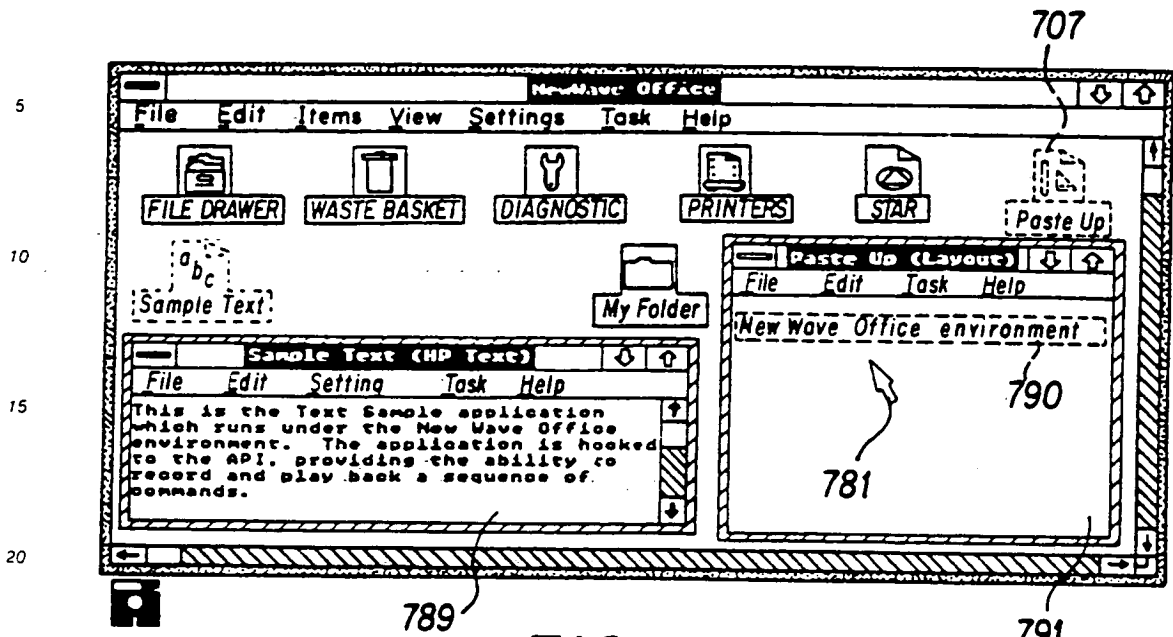 707
5
NewWave Office
File Edit Items View Settings Task Help
FILE DRAWER WASTE BASKET DIAGNOSTIC PRINTERS STAR Paste Up
10
abc
Sample Text
My Folder
Paste Up (Layout)
File Edit Task Help
New Wave Office environment
790
Sample Text (HP Text)
File Edit Setting Task Help
15
This is the Text Sample application
which runs under the New Wave Office
environment. The application is hooked
to the API, providing the ability to
record and play back a sequence of
commands.
781
20
789
791